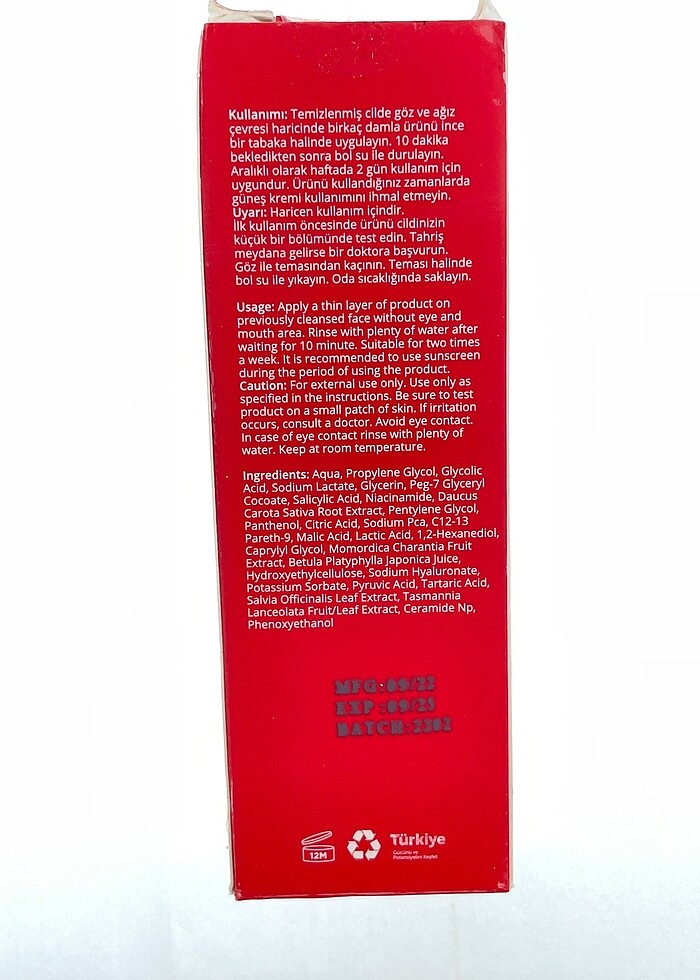 Kullanımı: Temizlenmiş cilde göz ve ağız
çevresi haricinde birkaç damla ürünü ince
bir tabaka halinde uygulayın. 10 dakika
bekledikten sonra bol su ile durulayın.
Aralıklı olarak haftada 2 gün kullanım için
uygundur. Ürünü kullandığınız zamanlarda
güneş kremi kullanımını ihmal etmeyin.
Uyarı: Haricen kullanım içindir.
İlk kullanım öncesinde ürünü cildinizin
küçük bir bölümünde test edin. Tahriş
meydana gelirse bir doktora başvurun.
Göz ile temasından kaçının. Teması halinde
bol su ile yıkayın. Oda sıcaklığında saklayın.
Usage: Apply a thin layer of product on
previously cleansed face without eye and
mouth area. Rinse with plenty of water after
waiting for 10 minute. Suitable for two times
a week. It is recommended to use sunscreen
during the period of using the product.
Caution: For external use only. Use only as
specified in the instructions. Be sure to test
product on a small patch of skin. If irritation
occurs, consult a doctor. Avoid eye contact.
In case of eye contact rinse with plenty of
water. Keep at room temperature.
Ingredients: Aqua, Propylene Glycol, Glycolic
Acid, Sodium Lactate, Glycerin, Peg-7 Glyceryl
Cocoate, Salicylic Acid, Niacinamide, Daucus
Carota Sativa Root Extract, Pentylene Glycol,
Panthenol, Citric Acid, Sodium Pca, C12-13
Pareth-9, Malic Acid, Lactic Acid, 1,2-Hexanediol,
Caprylyl Glycol, Momordica Charantia Fruit
Extract, Betula Platyphylla Japonica Juice,
Hydroxyethylcellulose, Sodium Hyaluronate,
Potassium Sorbate, Pyruvic Acid, Tartaric Acid,
Salvia Officinalis Leaf Extract, Tasmannia
Lanceolata Fruit/Leaf Extract, Ceramide Np,
Phenoxyethanol
MFG:09/23
EXP:09/25
BATCH:2302
12M
Türkiye
Gücünü ve
Potansiyelini Keşfet